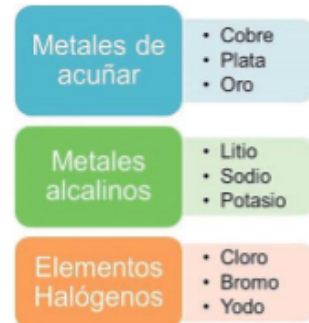 Metales de
acuñar
• Cobre
• Plata
• Oro
Metales
alcalinos
• Litio
• Sodio
• Potasio
Elementos
Halógenos
• Cloro
• Bromo
• Yodo